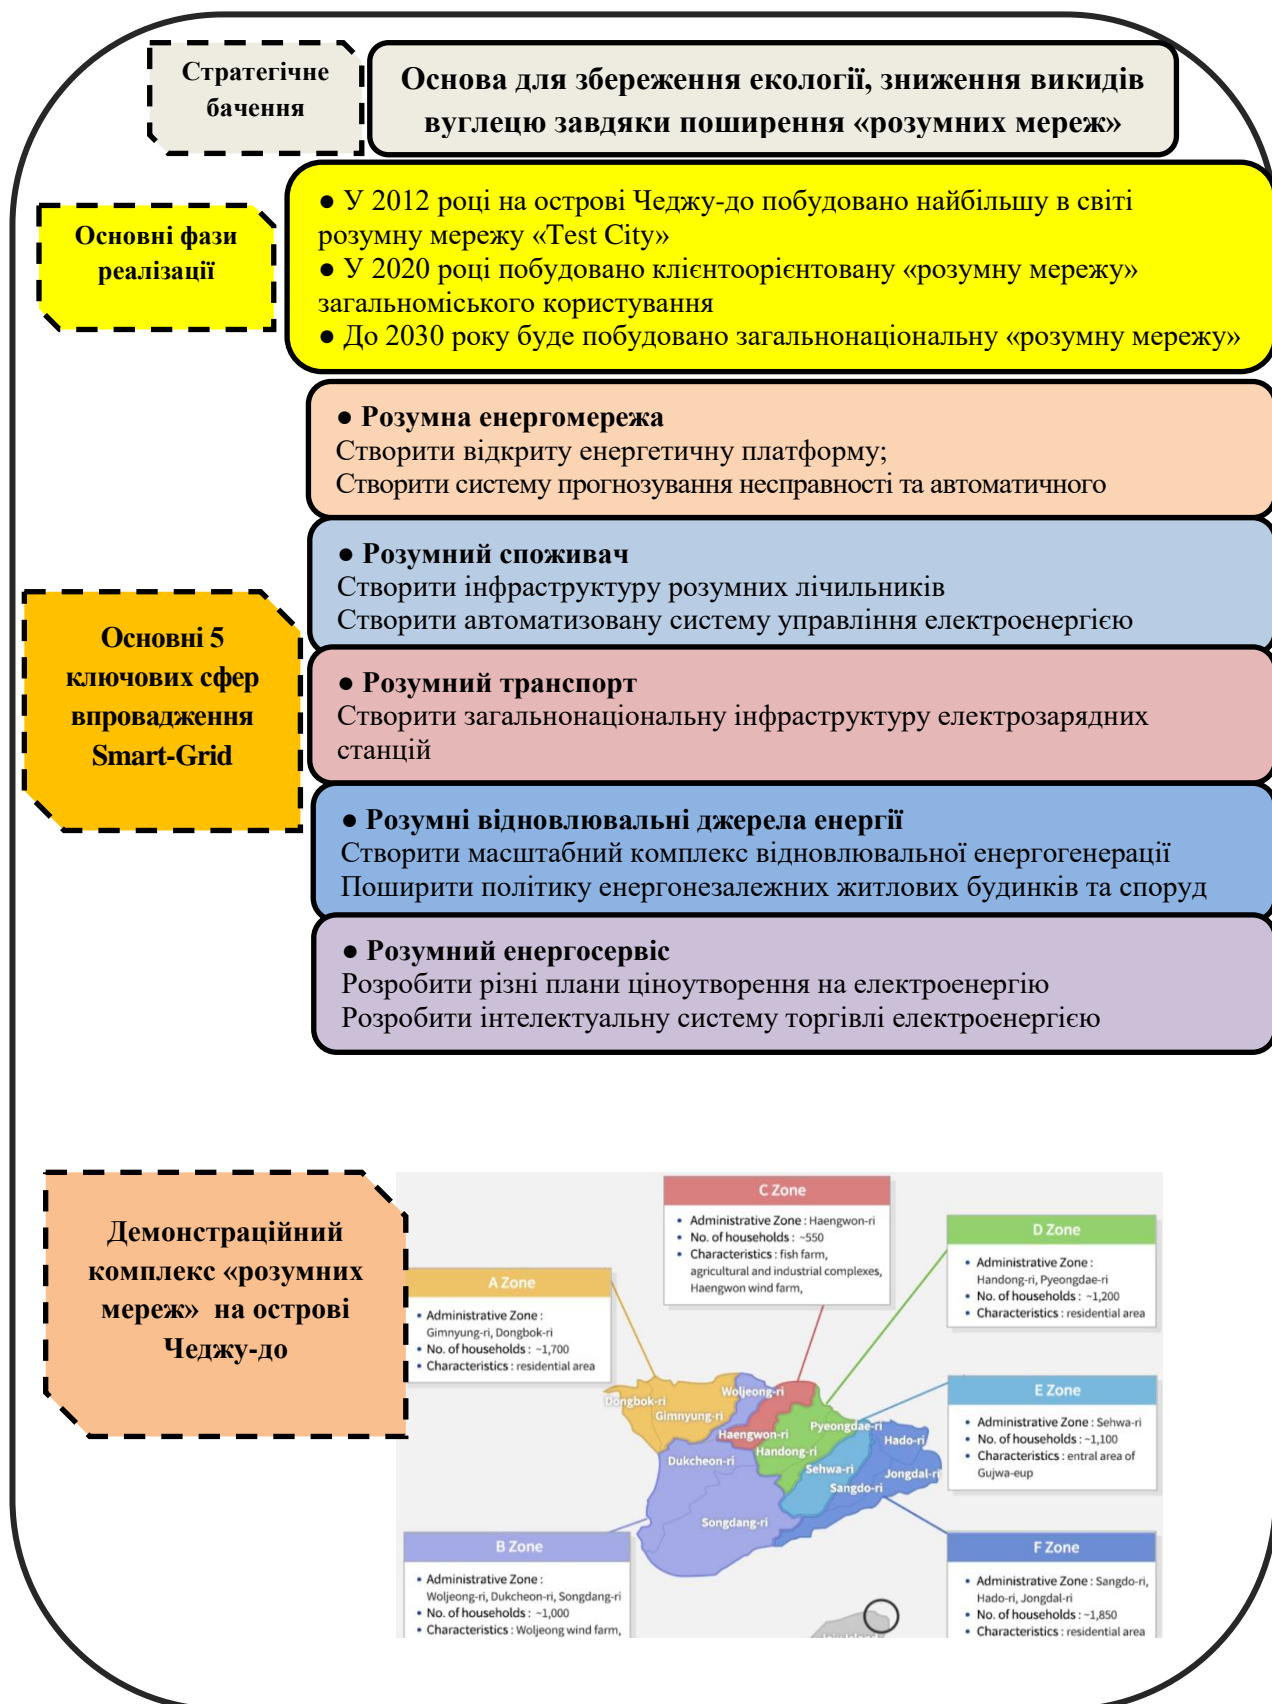 Стратегічне
бачення
Основа для збереження екології, зниження викидів
вуглецю завдяки поширення «розумних мереж»
Основні фази
реалізації
● У 2012 році на острові Чеджу-до побудовано найбільшу в світі
розумну мережу «Test City»
● У 2020 році побудовано клієнтоорієнтовану «розумну мережу»
загальноміського користування
● До 2030 року буде побудовано загальнонаціональну «розумну мережу»
Основні 5
ключових сфер
впровадження
Smart-Grid
● Розумна енергомережа
Створити відкриту енергетичну платформу;
Створити систему прогнозування несправності та автоматичного
● Розумний споживач
Створити інфраструктуру розумних лічильників
Створити автоматизовану систему управління електроенергією
● Розумний транспорт
Створити загальнонаціональну інфраструктуру електрозарядних
станцій
● Розумні відновлювальні джерела енергії
Створити масштабний комплекс відновлювальної енергогенерації
Поширити політику енергонезалежних житлових будинків та споруд
● Розумний енергосервіс
Розробити різні плани ціноутворення на електроенергію
Розробити інтелектуальну систему торгівлі електроенергією
Демонстраційний
комплекс «розумних
мереж» на острові
Чеджу-до
A Zone
• Administrative Zone :
Gimnyung-ri, Dongbok-ri
• No. of households : ~1,700
• Characteristics : residential area
C Zone
• Administrative Zone : Haengwon-ri
• No. of households : ~550
• Characteristics : fish farm,
agricultural and industrial complexes,
Haengwon wind farm,
D Zone
• Administrative Zone :
Handong-ri, Pyeongdae-ri
• No. of households : ~1,200
• Characteristics : residential area
Dongbok-ri
Gimnyung-ri
Woljeong-ri
Haengwon-ri
Handong-ri
Pyeongdae-ri
Dukcheon-ri
Sehwa-ri
Hado-ri
Jongdal-ri
Sangdo-ri
Songdang-ri
E Zone
• Administrative Zone : Sehwa-ri
• No. of households : ~1,100
• Characteristics : entral area of
Gujwa-eup
B Zone
• Administrative Zone :
Woljeong-ri, Dukcheon-ri, Songdang-ri
• No. of households : ~1,000
• Characteristics : Woljeong wind farm,
F Zone
• Administrative Zone : Sangdo-ri,
Hado-ri, Jongdal-ri
• No. of households : ~1,850
• Characteristics : residential area